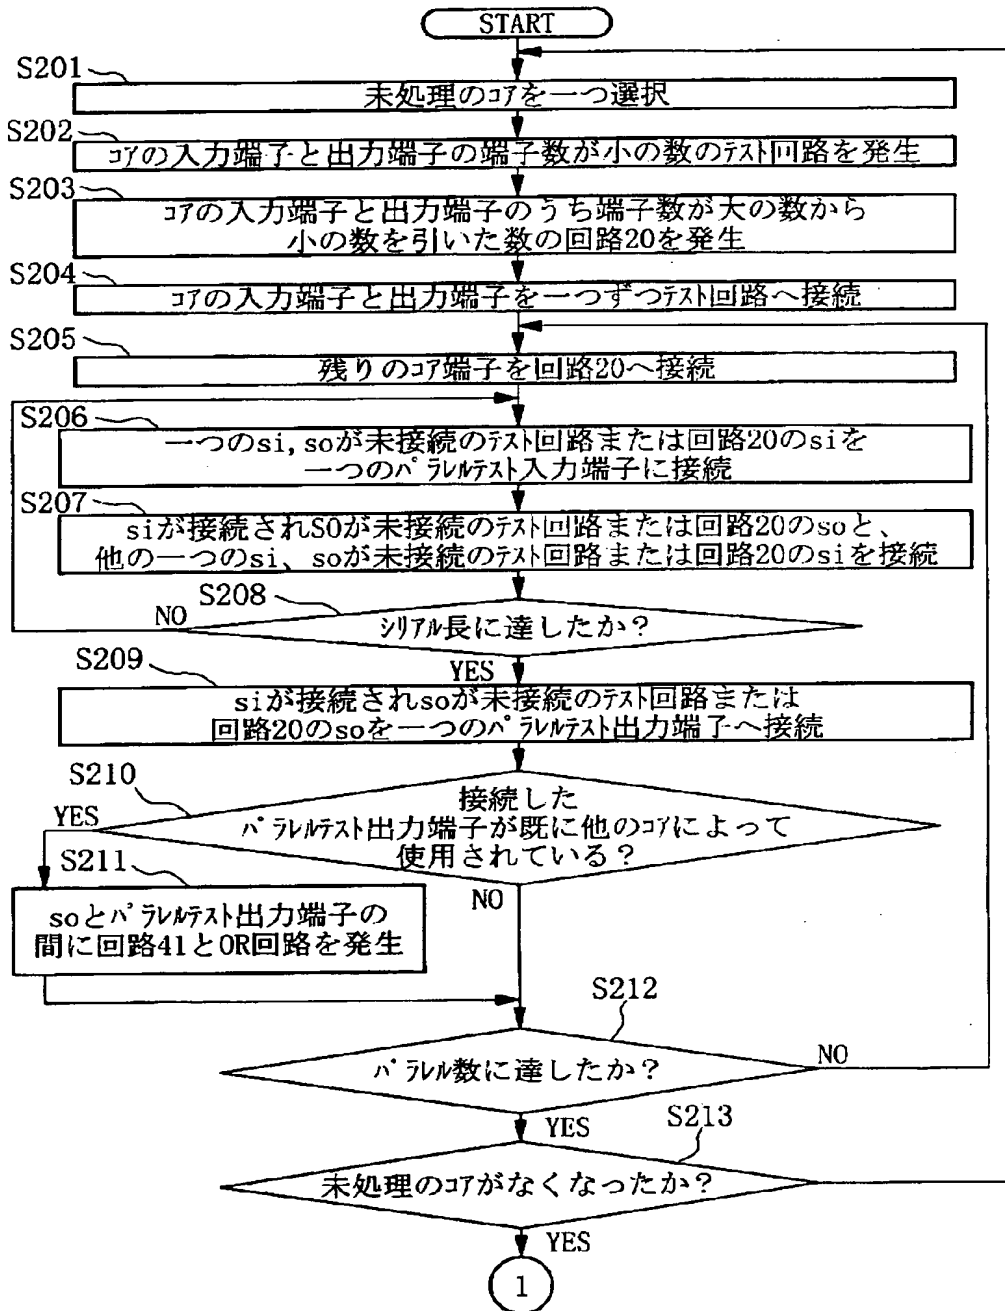 START
S201
未処理のｺｱを一つ選択
S202
ｺｱの入力端子と出力端子の端子数が小の数のﾃｽﾄ回路を発生
S203
ｺｱの入力端子と出力端子のうち端子数が大の数から
小の数を引いた数の回路20を発生
S204
ｺｱの入力端子と出力端子を一つずつﾃｽﾄ回路へ接続
S205
残りのｺｱ端子を回路20へ接続
S206
一つのsi,soが未接続のﾃｽﾄ回路または回路20のsiを
一つのﾊﾟﾗﾚﾙﾃｽﾄ入力端子に接続
S207
siが接続されSOが未接続のﾃｽﾄ回路または回路20のsoと、
他の一つのsi、soが未接続のﾃｽﾄ回路または回路20のsiを接続
S208
NO
ｼﾘｱﾙ長に達したか？
YES
S209
siが接続されsoが未接続のﾃｽﾄ回路または
回路20のsoを一つのﾊﾟﾗﾚﾙﾃｽﾄ出力端子へ接続
S210
YES
接続した
ﾊﾟﾗﾚﾙﾃｽﾄ出力端子が既に他のｺｱによって
使用されている？
NO
S211
soとﾊﾟﾗﾚﾙﾃｽﾄ出力端子の
間に回路41とOR回路を発生
S212
ﾊﾟﾗﾚﾙ数に達したか？
NO
YES
S213
未処理のｺｱがなくなったか？
YES
1